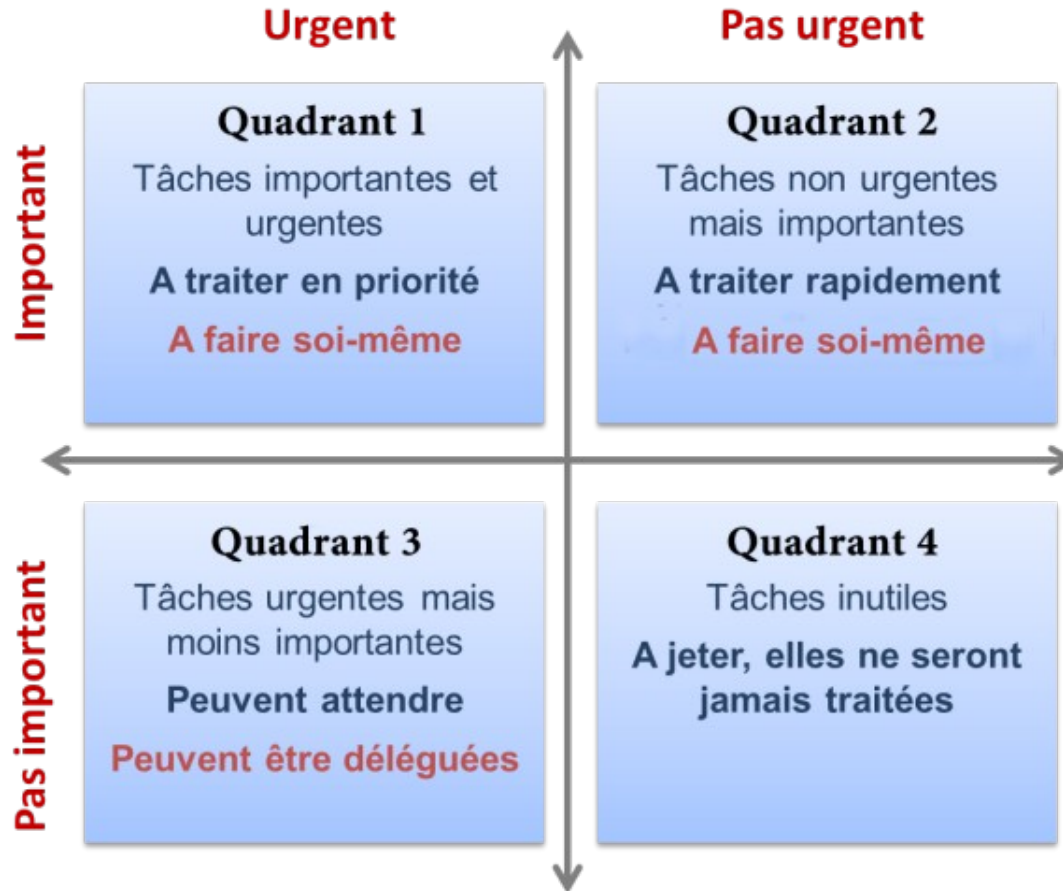 Urgent
Pas urgent
Important
Quadrant 1
Tâches importantes et
urgentes
A traiter en priorité
A faire soi-même
Quadrant 2
Tâches non urgentes
mais importantes
A traiter rapidement
A faire soi-même
Pas important
Quadrant 3
Tâches urgentes mais
moins importantes
Peuvent attendre
Peuvent être déléguées
Quadrant 4
Tâches inutiles
A jeter, elles ne seront
jamais traitées